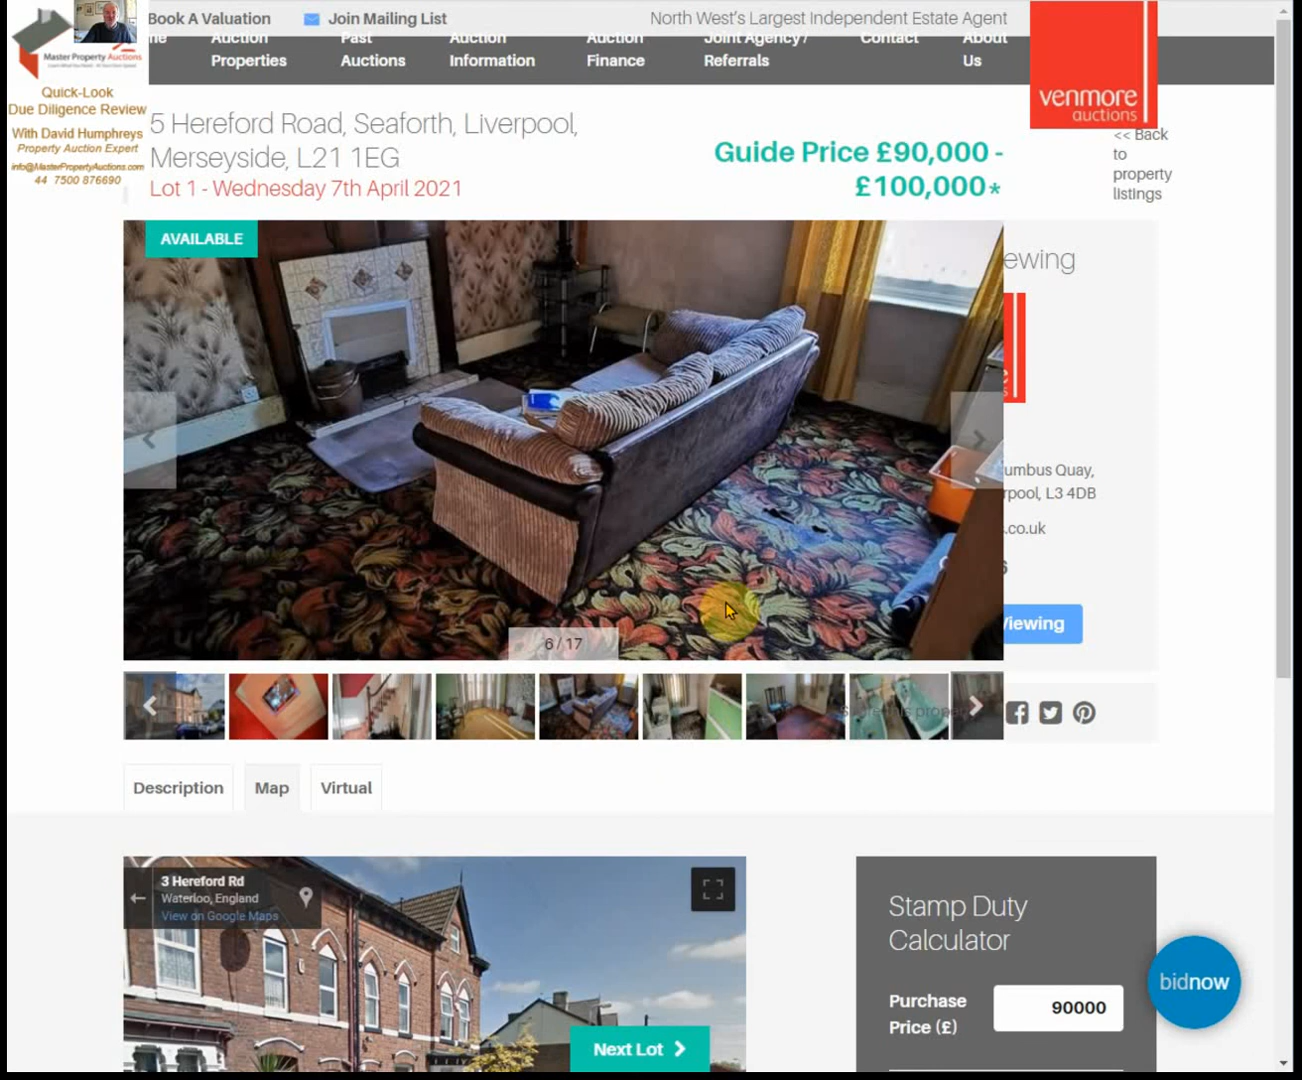 Book A Valuation
Join Mailing List
North West's Largest Independent Estate Agent
Auction Properties
Past Auctions
Auction Information
Auction Finance
Joint Agency / Referrals
Contact
About Us
venmore
auctions
Master Property Auctions
Quick-Look
Due Diligence Review
With David Humphreys
Property Auction Expert
info@MasterPropertyAuctions.com
44 7500 876690
5 Hereford Road, Seaforth, Liverpool,
Merseyside, L21 1EG
Lot 1 - Wednesday 7th April 2021
Guide Price £90,000 -
£100,000*
<< Back
to
property
listings
AVAILABLE
ewing
umbus Quay,
rpool, L3 4DB
.co.uk
6
iewing
6 / 17
Description
Map
Virtual
3 Hereford Rd
Waterloo, England
View on Google Maps
Next Lot
Stamp Duty
Calculator
Purchase
Price (£)
90000
bidnow